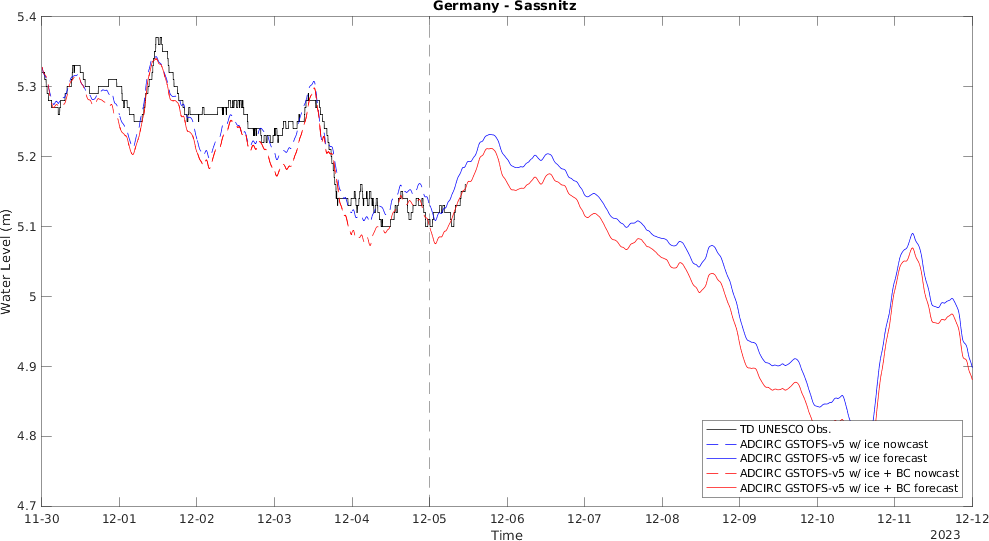 Germany - Sassnitz
5.4
5.3
5.2
5.1
5
4.9
4.8
4.7
Water Level (m)
TD UNESCO Obs.
ADCIRC GSTOFS-v5 w/ ice nowcast
ADCIRC GSTOFS-v5 w/ ice forecast
ADCIRC GSTOFS-v5 w/ ice + BC nowcast
ADCIRC GSTOFS-v5 w/ ice + BC forecast
11-30 12-01 12-02 12-03 12-04 12-05 12-06 12-07 12-08 12-09 12-10 12-11 12-12
Time
2023